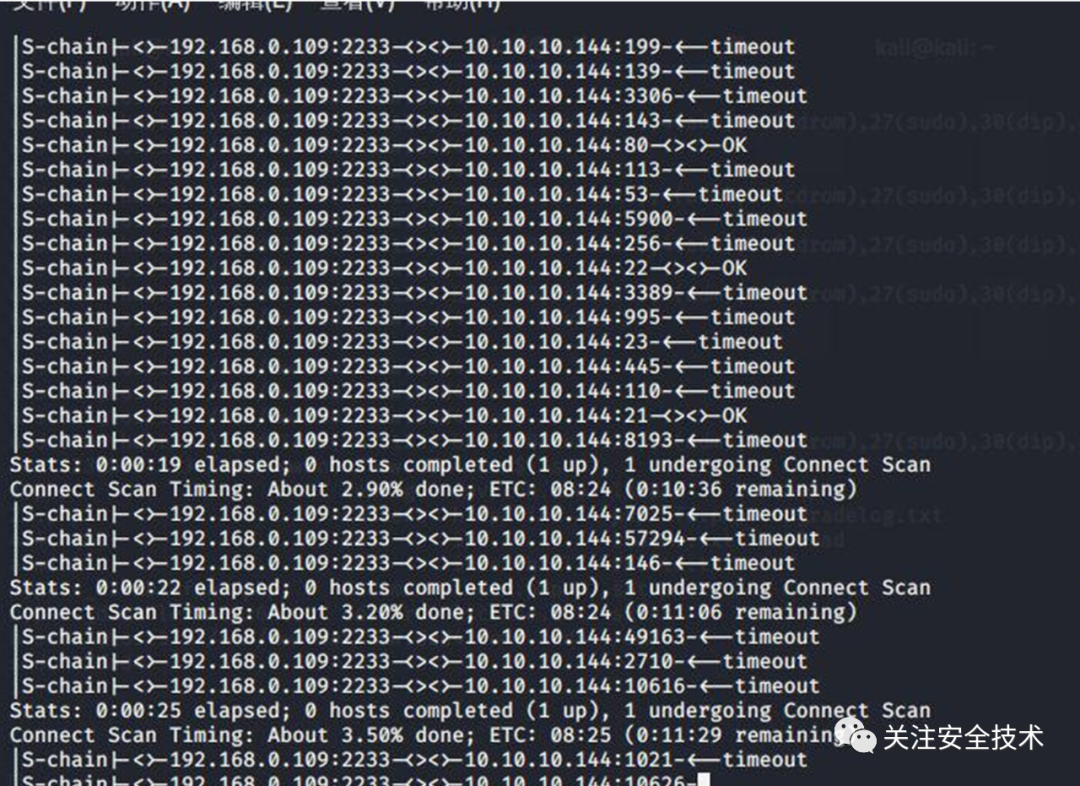 文件(F) 动作(A) 编辑(E) 查看(V) 帮助(H)
|S-chain|-<>-192.168.0.109:2233-<><>-10.10.10.144:199-<--timeout
|S-chain|-<>-192.168.0.109:2233-<><>-10.10.10.144:139-<--timeout
|S-chain|-<>-192.168.0.109:2233-<><>-10.10.10.144:3306-<--timeout
|S-chain|-<>-192.168.0.109:2233-<><>-10.10.10.144:143-<--timeout
|S-chain|-<>-192.168.0.109:2233-<><>-10.10.10.144:80-<><>-OK
|S-chain|-<>-192.168.0.109:2233-<><>-10.10.10.144:113-<--timeout
|S-chain|-<>-192.168.0.109:2233-<><>-10.10.10.144:53-<--timeout
|S-chain|-<>-192.168.0.109:2233-<><>-10.10.10.144:5900-<--timeout
|S-chain|-<>-192.168.0.109:2233-<><>-10.10.10.144:256-<--timeout
|S-chain|-<>-192.168.0.109:2233-<><>-10.10.10.144:22-<><>-OK
|S-chain|-<>-192.168.0.109:2233-<><>-10.10.10.144:3389-<--timeout
|S-chain|-<>-192.168.0.109:2233-<><>-10.10.10.144:995-<--timeout
|S-chain|-<>-192.168.0.109:2233-<><>-10.10.10.144:23-<--timeout
|S-chain|-<>-192.168.0.109:2233-<><>-10.10.10.144:445-<--timeout
|S-chain|-<>-192.168.0.109:2233-<><>-10.10.10.144:110-<--timeout
|S-chain|-<>-192.168.0.109:2233-<><>-10.10.10.144:21-<><>-OK
|S-chain|-<>-192.168.0.109:2233-<><>-10.10.10.144:8193-<--timeout
Stats: 0:00:19 elapsed; 0 hosts completed (1 up), 1 undergoing Connect Scan
Connect Scan Timing: About 2.90% done; ETC: 08:24 (0:10:36 remaining)
|S-chain|-<>-192.168.0.109:2233-<><>-10.10.10.144:7025-<--timeout
|S-chain|-<>-192.168.0.109:2233-<><>-10.10.10.144:57294-<--timeout
|S-chain|-<>-192.168.0.109:2233-<><>-10.10.10.144:146-<--timeout
Stats: 0:00:22 elapsed; 0 hosts completed (1 up), 1 undergoing Connect Scan
Connect Scan Timing: About 3.20% done; ETC: 08:24 (0:11:06 remaining)
|S-chain|-<>-192.168.0.109:2233-<><>-10.10.10.144:49163-<--timeout
|S-chain|-<>-192.168.0.109:2233-<><>-10.10.10.144:2710-<--timeout
|S-chain|-<>-192.168.0.109:2233-<><>-10.10.10.144:10616-<--timeout
Stats: 0:00:25 elapsed; 0 hosts completed (1 up), 1 undergoing Connect Scan
Connect Scan Timing: About 3.50% done; ETC: 08:25 (0:11:29 remaining
关注安全技术
|S-chain|-<>-192.168.0.109:2233-<><>-10.10.10.144:1021-<--timeout
|S-chain|-<>-192.168.0.109:2233-<><>-10.10.10.144:10626-